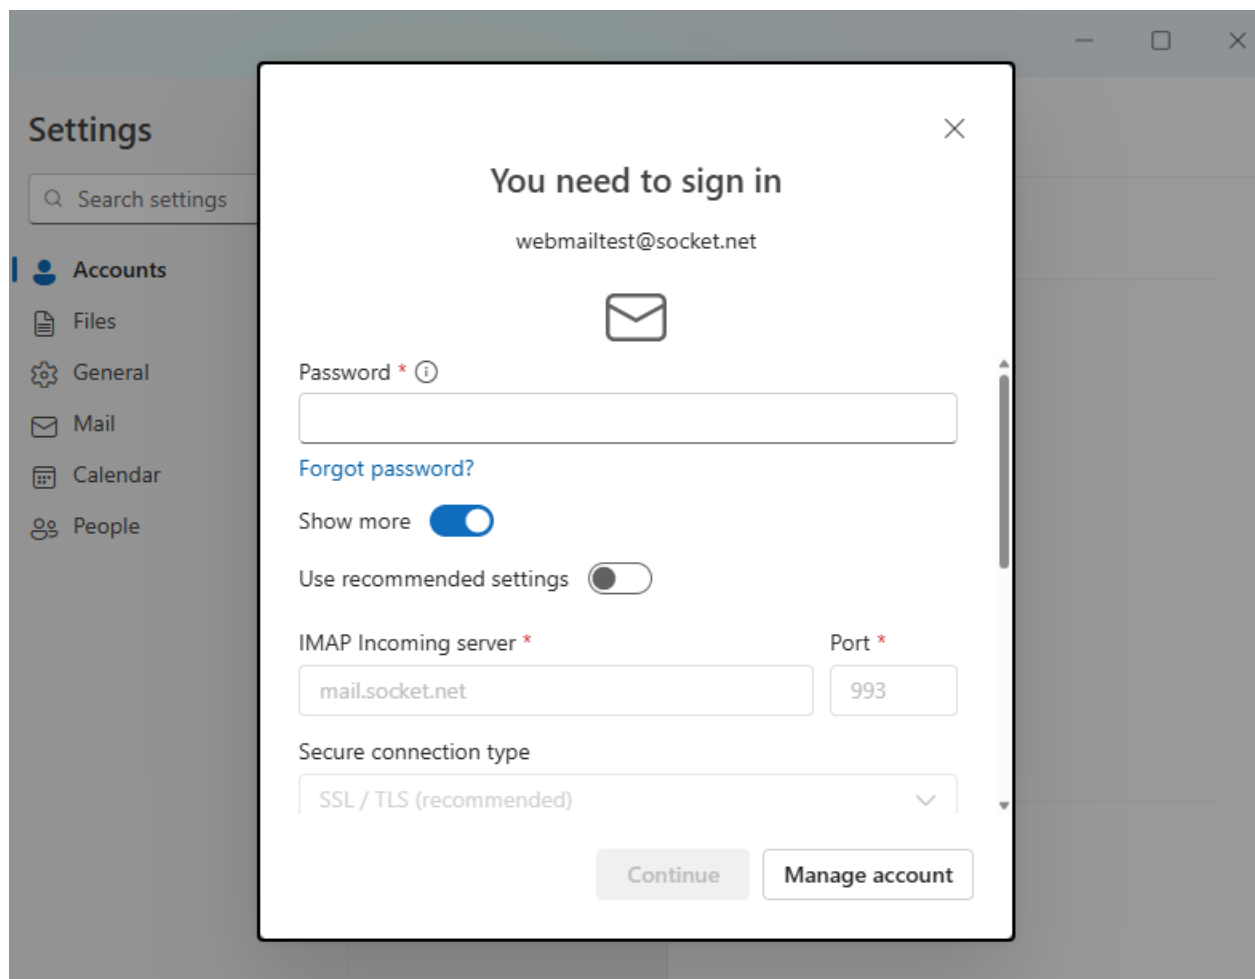 Settings
Search settings
Accounts
Files
General
Mail
Calendar
People
You need to sign in
webmailtest@socket.net
Password *
Forgot password?
Show more
Use recommended settings
IMAP Incoming server * Port *
mail.socket.net 993
Secure connection type
SSL / TLS (recommended)
Continue Manage account